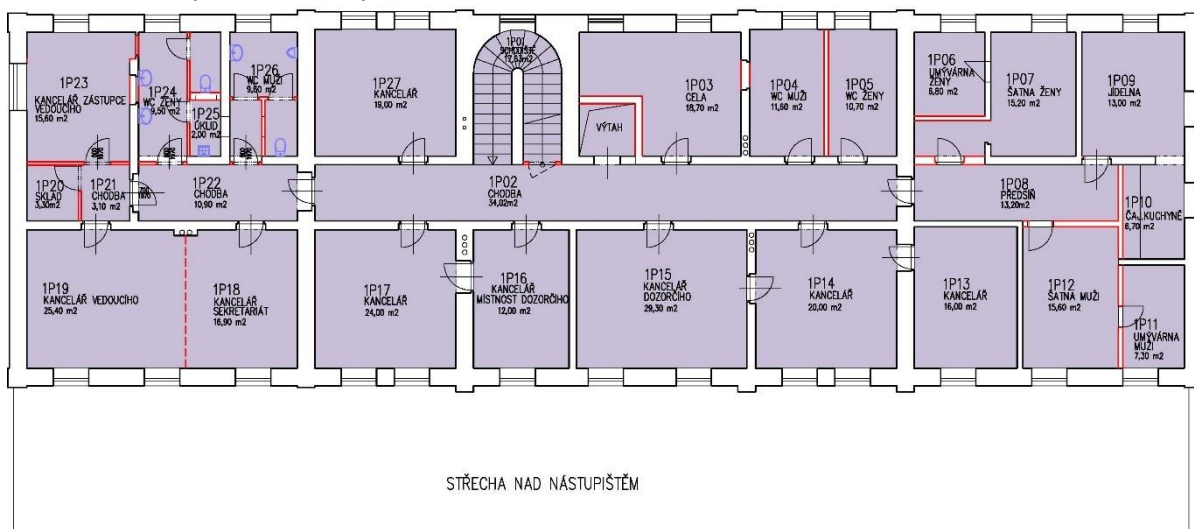 1P23
KANCELÁŘ ZÁSTUPCE
VEDOUCÍHO
15,60 m2
1P24
WC ŽENY
9,50 m2
1P25
ÚKLID
2,00 m2
1P26
WC MUŽI
9,60 m2
1P27
KANCELÁŘ
19,00 m2
1P01
SCHODIŠTĚ
17,63 m2
1P03
CELA
18,70 m2
VÝTAH
1P04
WC MUŽI
11,60 m2
1P05
WC ŽENY
10,70 m2
1P06
UMÝVÁRNA
ŽENY
6,80 m2
1P07
ŠATNA ŽENY
15,20 m2
1P09
JÍDELNA
13,00 m2
1P20
SKLAD
3,30m2
1P21
CHODBA
3,10 m2
1P22
CHODBA
10,90 m2
1P02
CHODBA
34,02m2
1P08
PŘEDSÍŇ
13,20m2
1P10
ČAJ.KUCHYNĚ
6,70 m2
1P19
KANCELÁŘ VEDOUCÍHO
25,40 m2
1P18
KANCELÁŘ
SEKRETARIÁT
16,90 m2
1P17
KANCELÁŘ
24,00 m2
1P16
KANCELÁŘ
MÍSTNOST DOZORČÍHO
12,00 m2
1P15
KANCELÁŘ
DOZORČÍHO
29,30 m2
1P14
KANCELÁŘ
20,00 m2
1P13
KANCELÁŘ
16,00 m2
1P12
ŠATNA MUŽI
15,60 m2
1P11
UMÝVÁRNA
MUŽI
7,30 m2
STŘECHA NAD NÁSTUPIŠTĚM